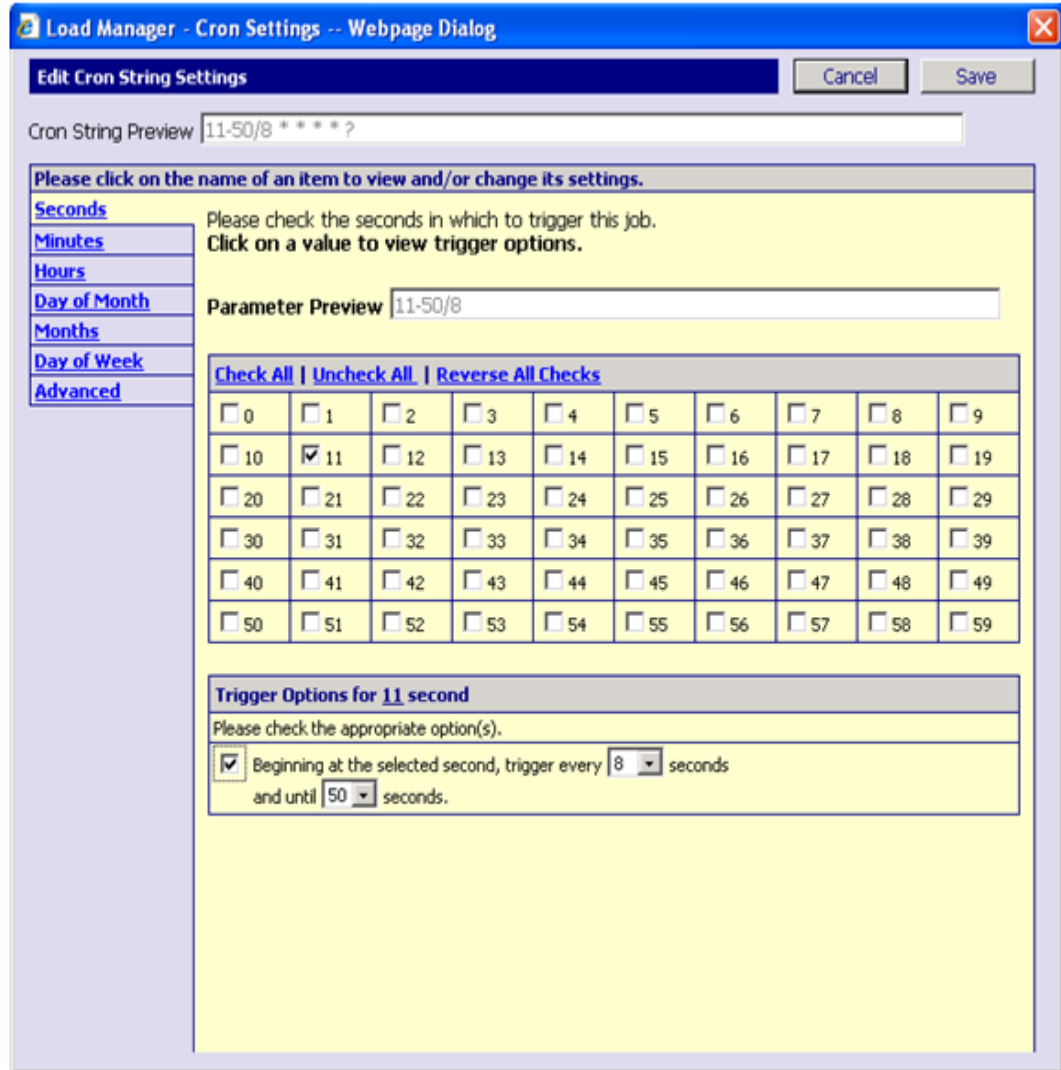 Load Manager - Cron Settings -- Webpage Dialog
Edit Cron String Settings
Cancel
Save
Cron String Preview 11-50/8 * * * * ?
Please click on the name of an item to view and/or change its settings.
Seconds
Minutes
Hours
Day of Month
Months
Day of Week
Advanced
Please check the seconds in which to trigger this job.
Click on a value to view trigger options.
Parameter Preview 11-50/8
Check All | Uncheck All | Reverse All Checks
0 1 2 3 4 5 6 7 8 9
10 11 12 13 14 15 16 17 18 19
20 21 22 23 24 25 26 27 28 29
30 31 32 33 34 35 36 37 38 39
40 41 42 43 44 45 46 47 48 49
50 51 52 53 54 55 56 57 58 59
Trigger Options for 11 second
Please check the appropriate option(s).
Beginning at the selected second, trigger every 8 seconds
and until 50 seconds.